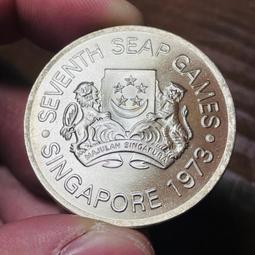 · SEVENTH SEAP GAMES ·
SINGAPORE 1973
MAJULAH SINGAPURA